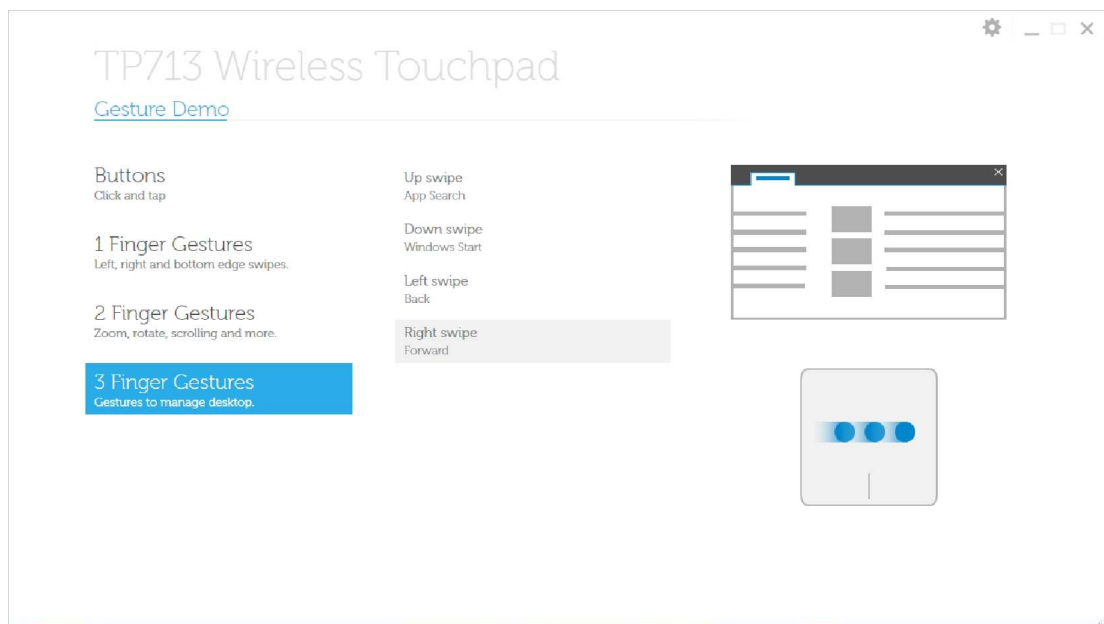 TP713 Wireless Touchpad
Gesture Demo
Buttons
Click and tap
1 Finger Gestures
Left, right and bottom edge swipes.
2 Finger Gestures
Zoom, rotate, scrolling and more.
3 Finger Gestures
Gestures to manage desktop.
Up swipe
App Search
Down swipe
Windows Start
Left swipe
Back
Right swipe
Forward